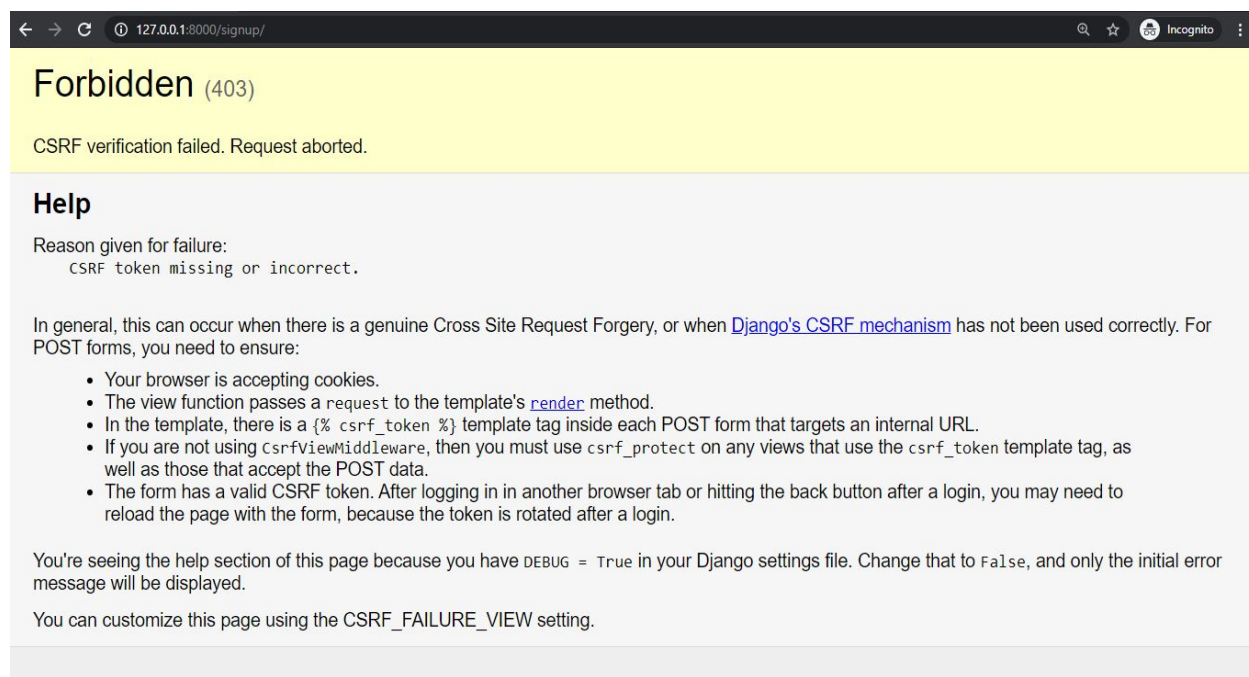 127.0.0.1:8000/signup/ Incognito
Forbidden (403)
CSRF verification failed. Request aborted.
Help
Reason given for failure:
CSRF token missing or incorrect.
In general, this can occur when there is a genuine Cross Site Request Forgery, or when Django's CSRF mechanism has not been used correctly. For
POST forms, you need to ensure:
• Your browser is accepting cookies.
• The view function passes a request to the template's render method.
• In the template, there is a {% csrf_token %} template tag inside each POST form that targets an internal URL.
• If you are not using CsrfViewMiddleware, then you must use csrf_protect on any views that use the csrf_token template tag, as
well as those that accept the POST data.
• The form has a valid CSRF token. After logging in in another browser tab or hitting the back button after a login, you may need to
reload the page with the form, because the token is rotated after a login.
You're seeing the help section of this page because you have DEBUG = True in your Django settings file. Change that to False, and only the initial error
message will be displayed.
You can customize this page using the CSRF_FAILURE_VIEW setting.